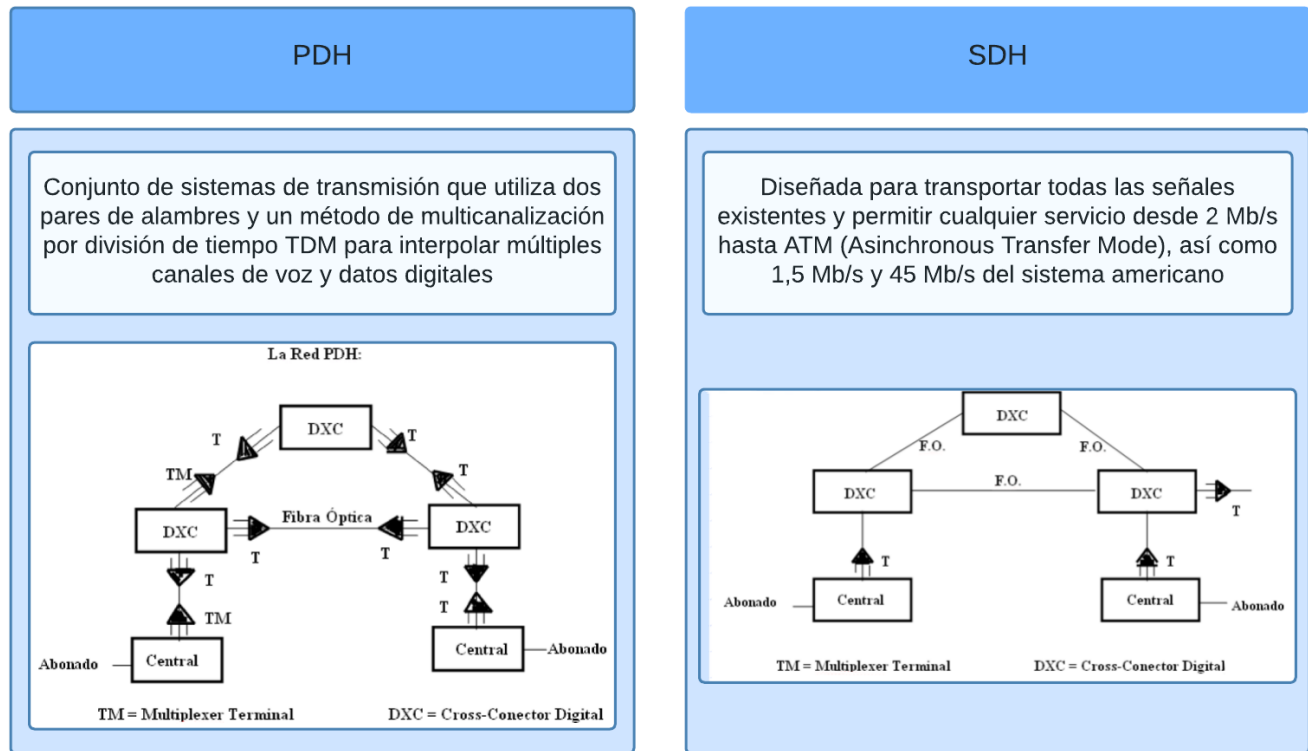 PDH
Conjunto de sistemas de transmisión que utiliza dos
pares de alambres y un método de multicanalización
por división de tiempo TDM para interpolar múltiples
canales de voz y datos digitales
La Red PDH:
DXC
T
T
TM
T
DXC
Fibra Óptica
DXC
T
T
T
T
TM
T
Abonado
Central
Central
Abonado
TM = Multiplexer Terminal
DXC = Cross-Conector Digital
SDH
Diseñada para transportar todas las señales
existentes y permitir cualquier servicio desde 2 Mb/s
hasta ATM (Asinchronous Transfer Mode), así como
1,5 Mb/s y 45 Mb/s del sistema americano
DXC
F.O.
F.O.
DXC
F.O.
DXC
T
T
T
Abonado
Central
Central
Abonado
TM = Multiplexer Terminal
DXC = Cross-Conector Digital